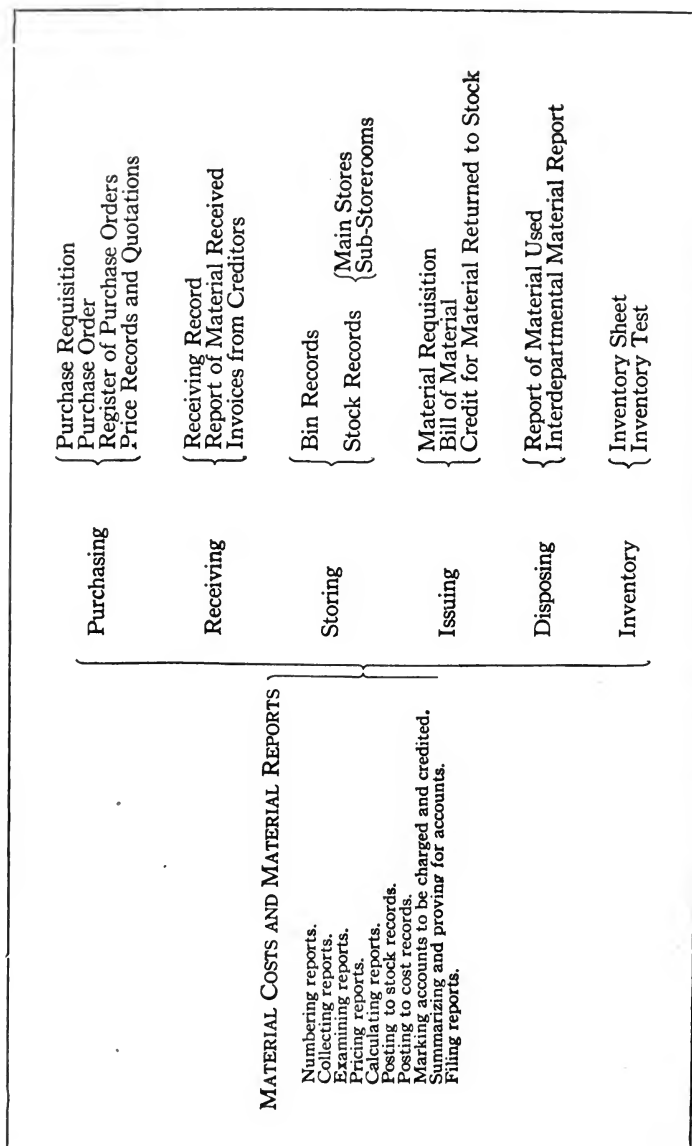 MATERIAL COSTS AND MATERIAL REPORTS
Numbering reports.
Collecting reports.
Examining reports.
Pricing reports.
Calculating reports.
Posting to stock records.
Posting to cost records.
Marking accounts to be charged and credited.
Summarizing and proving for accounts.
Filing reports.
Purchasing
Purchase Requisition
Purchase Order
Register of Purchase Orders
Price Records and Quotations
Receiving
Receiving Record
Report of Material Received
Invoices from Creditors
Storing
Bin Records
Stock Records
Main Stores
Sub-Storerooms
Issuing
Material Requisition
Bill of Material
Credit for Material Returned to Stock
Disposing
Report of Material Used
Interdepartmental Material Report
Inventory
Inventory Sheet
Inventory Test